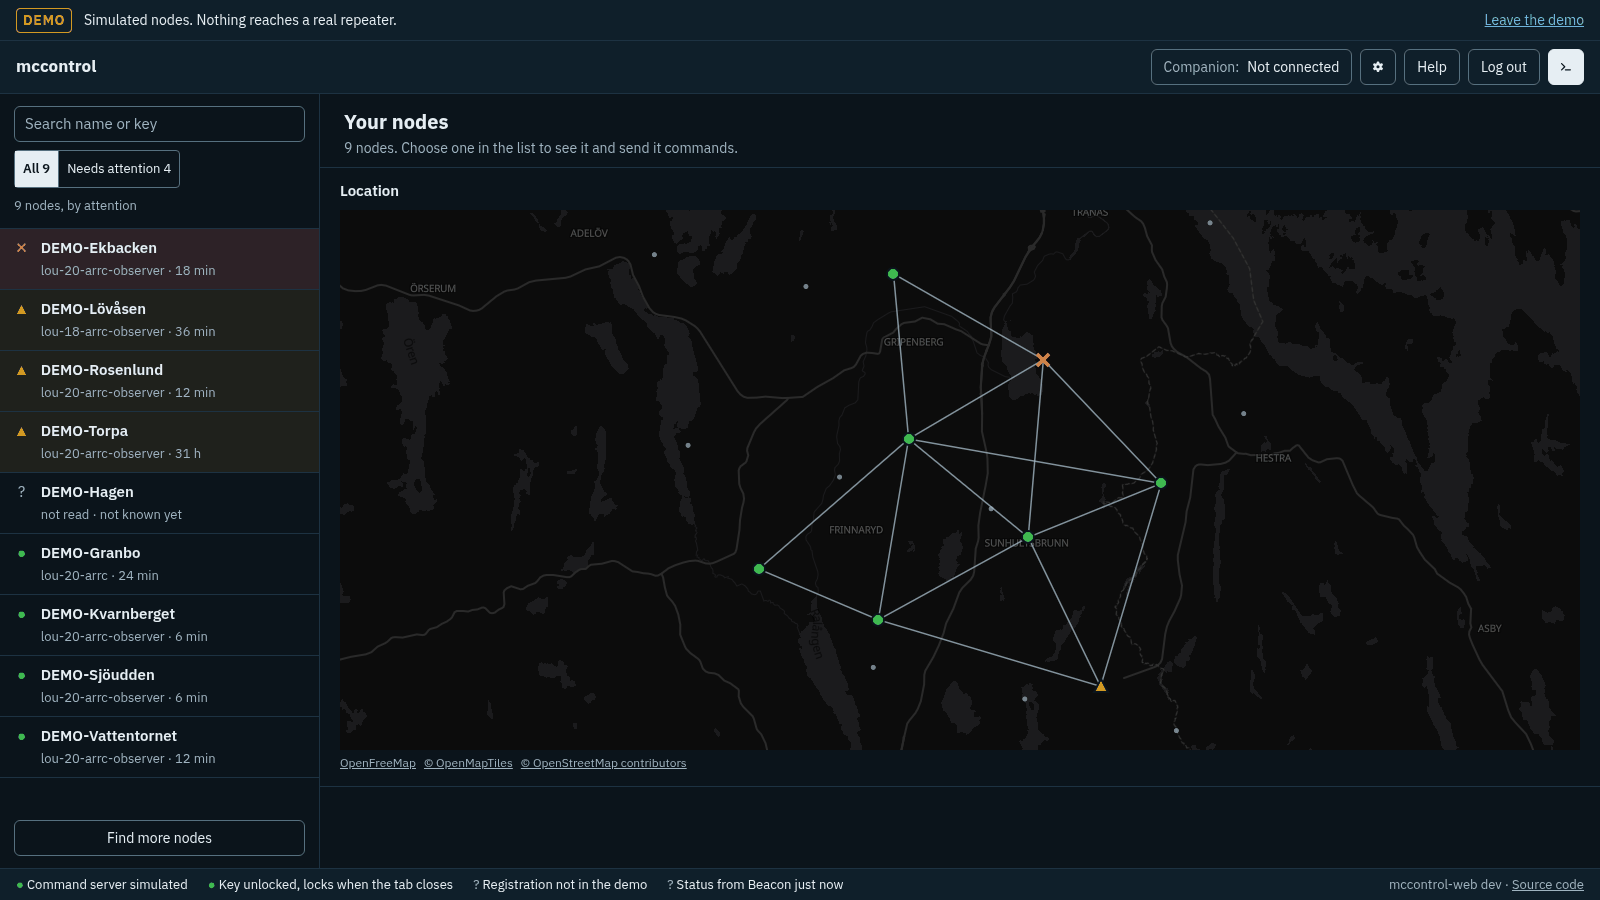 DEMO Simulated nodes. Nothing reaches a real repeater. Leave the demo
mccontrol Companion: Not connected Help Log out
Search name or key
All 9 Needs attention 4
9 nodes, by attention
DEMO-Ekbacken
lou-20-arrc-observer · 18 min
DEMO-Lövåsen
lou-18-arrc-observer · 36 min
DEMO-Rosenlund
lou-20-arrc-observer · 12 min
DEMO-Torpa
lou-20-arrc-observer · 31 h
? DEMO-Hagen
not read · not known yet
DEMO-Granbo
lou-20-arrc · 24 min
DEMO-Kvarnberget
lou-20-arrc-observer · 6 min
DEMO-Sjöudden
lou-20-arrc-observer · 6 min
DEMO-Vattentornet
lou-20-arrc-observer · 12 min
Find more nodes
Your nodes
9 nodes. Choose one in the list to see it and send it commands.
Location
TRANÅS
ADELÖV
ÖRSERUM
Ören
GRIPENBERG
HESTRA
FRINNARYD
ASBY
OpenFreeMap © OpenMapTiles © OpenStreetMap contributors
Command server simulated Key unlocked, locks when the tab closes ? Registration not in the demo ? Status from Beacon just now mccontrol-web dev · Source code